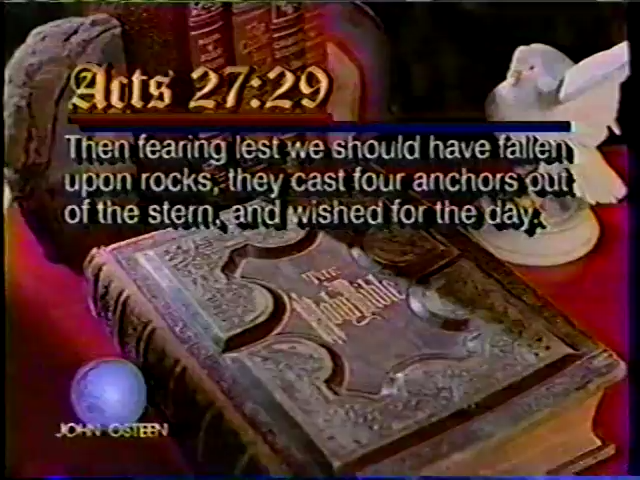 Acts 27:29
Then fearing lest we should have fallen
upon rocks, they cast four anchors out
of the stern, and wished for the day.
THE
Holy Bible
JOHN OSTEEN